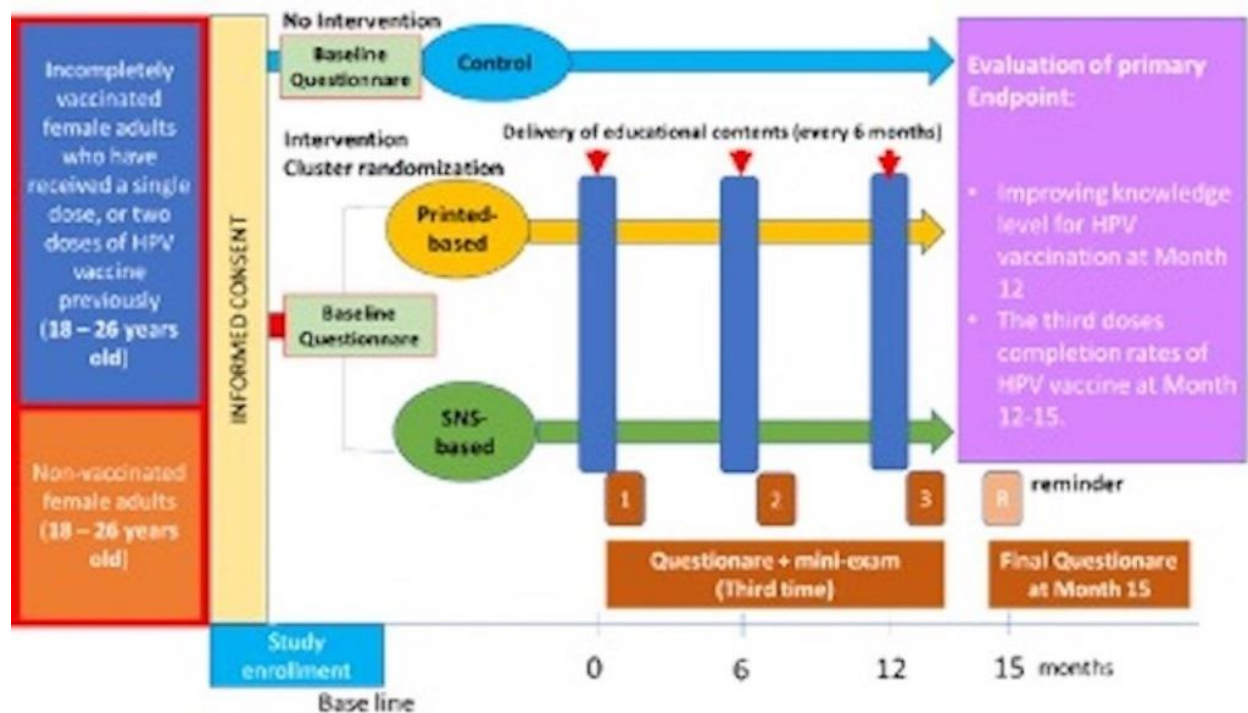 Incompletely
vaccinated
female adults
who have
received a single
dose, or two
doses of HPV
vaccine
previously
(18 – 26 years
old)
Non-vaccinated
female adults
(18 – 26 years
old)
INFORMED CONSENT
No Intervention
Baseline
Questionnare
Control
Intervention
Cluster randomization
Delivery of educational contents (every 6 months)
Printed-
based
Baseline
Questionnare
SNS-
based
Evaluation of primary
Endpoint:
• Improving knowledge
level for HPV
vaccination at Month
12
• The third doses
completion rates of
HPV vaccine at Month
12-15.
1
2
3
R
reminder
Questionare + mini-exam
(Third time)
Final Questionare
at Month 15
Study
enrollment
Base line
0
6
12
15 months